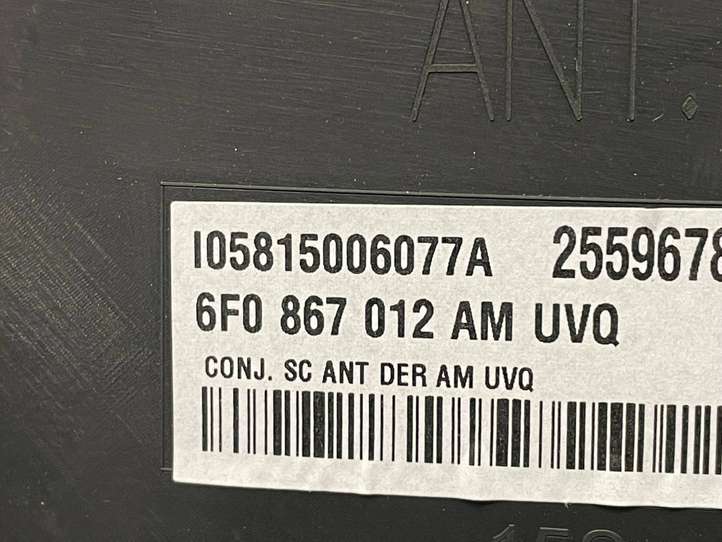 ANT.
I05815006077A 2559678
6F0 867 012 AM UVQ
CONJ. SC ANT DER AM UVQ